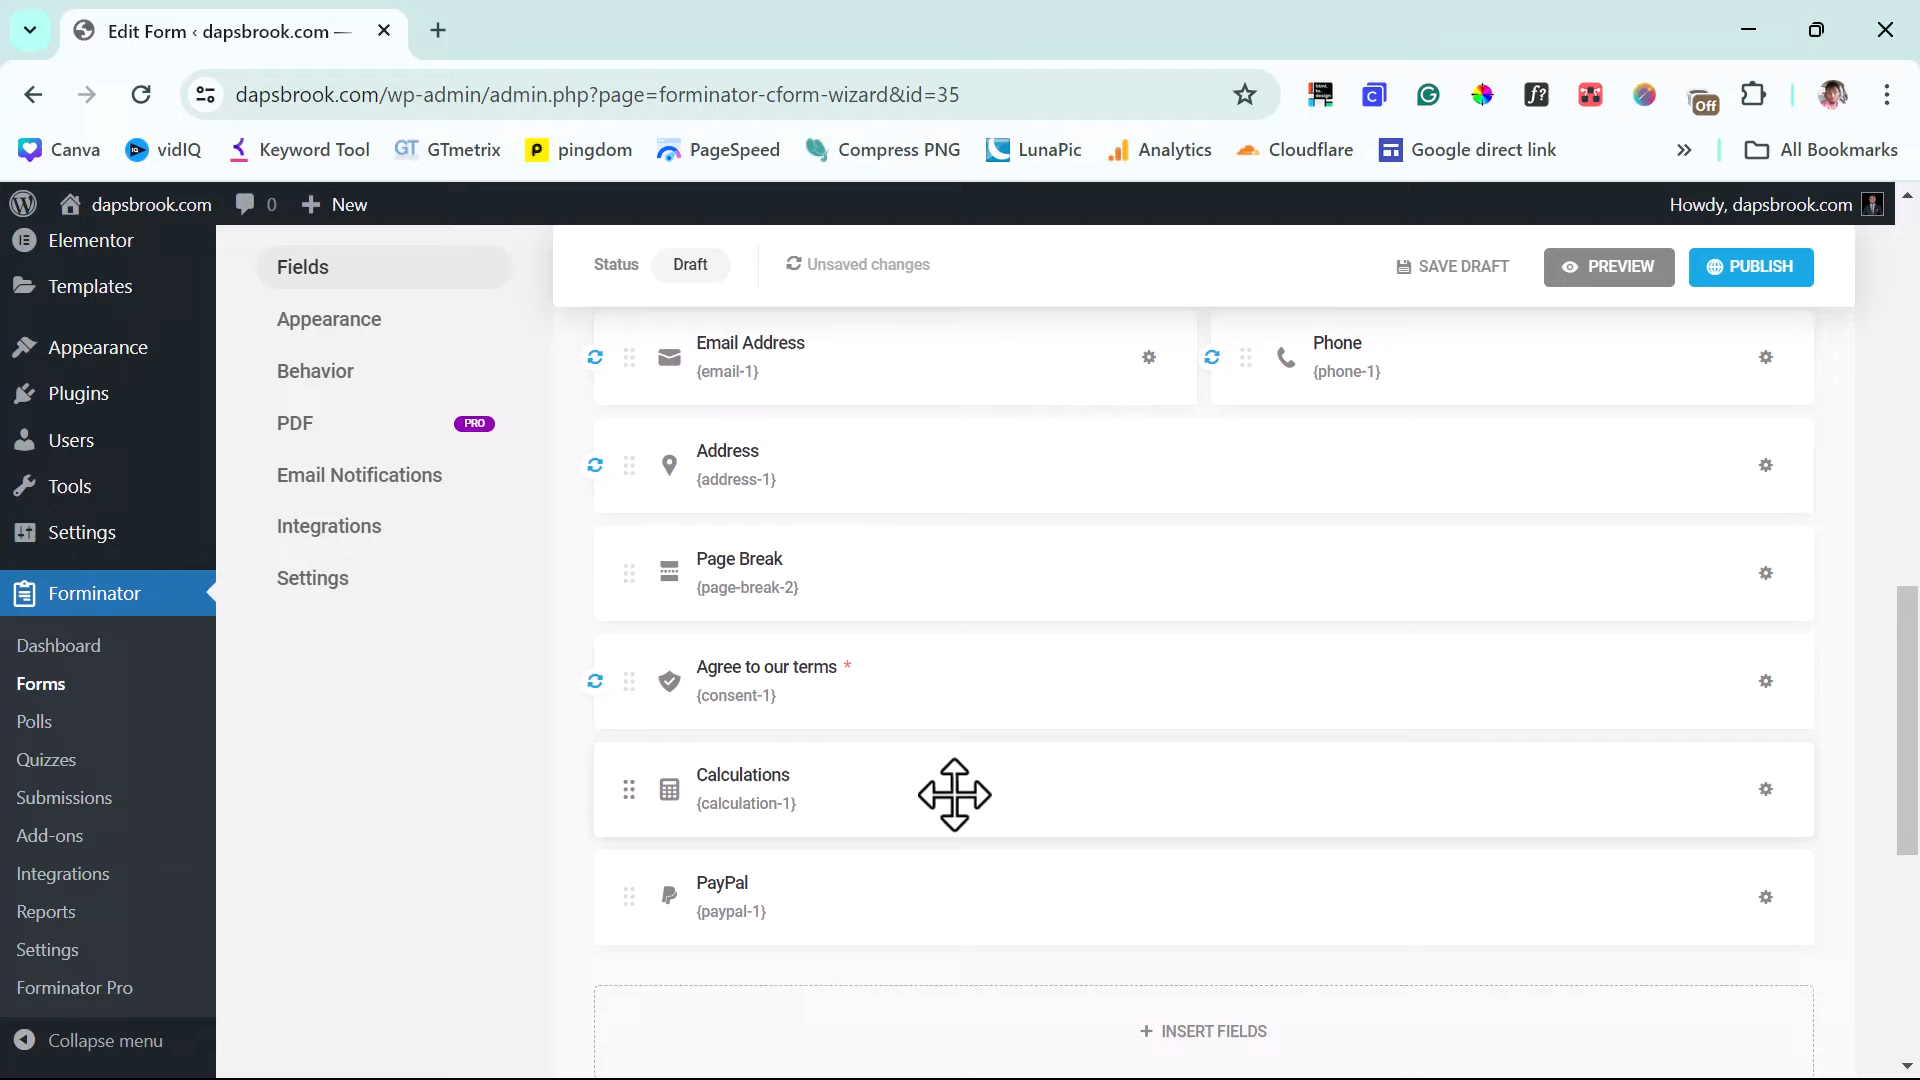 Edit Form ‹ dapsbrook.com —
dapsbrook.com/wp-admin/admin.php?page=forminator-cform-wizard&id=35
Off
Canva
vidIQ
Keyword Tool
GTmetrix
pingdom
PageSpeed
Compress PNG
LunaPic
Analytics
Cloudflare
Google direct link
All Bookmarks
dapsbrook.com
0
New
Howdy, dapsbrook.com
Elementor
Templates
Appearance
Plugins
Users
Tools
Settings
Forminator
Dashboard
Forms
Polls
Quizzes
Submissions
Add-ons
Integrations
Reports
Settings
Forminator Pro
Collapse menu
Fields
Appearance
Behavior
PDF
PRO
Email Notifications
Integrations
Settings
Status
Draft
Unsaved changes
SAVE DRAFT
PREVIEW
PUBLISH
Email Address
{email-1}
Phone
{phone-1}
Address
{address-1}
Page Break
{page-break-2}
Agree to our terms *
{consent-1}
Calculations
{calculation-1}
PayPal
{paypal-1}
+ INSERT FIELDS